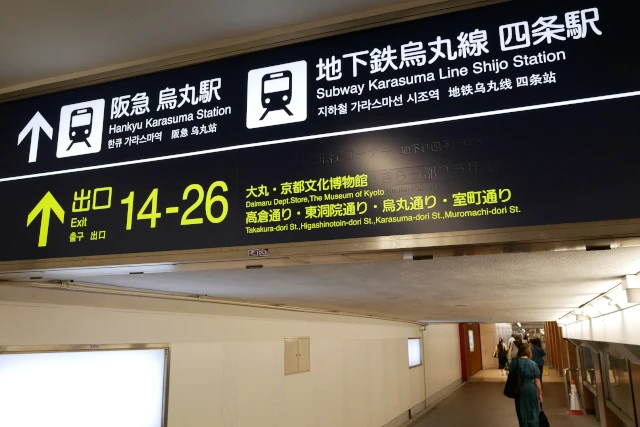 阪急 烏丸駅
Hankyu Karasuma Station
한큐 가라스마역 阪急 乌丸站
地下鉄烏丸線 四条駅
Subway Karasuma Line Shijo Station
지하철 가라스마선 시조역 地铁乌丸线 四条站
出口
Exit
출구 出口
14-26
大丸・京都文化博物館
Daimaru Dept.Store,The Museum of Kyoto
高倉通り・東洞院通り・烏丸通り・室町通り
Takakura-dori St.,Higashinotoin-dori St.,Karasuma-dori St.,Muromachi-dori St.